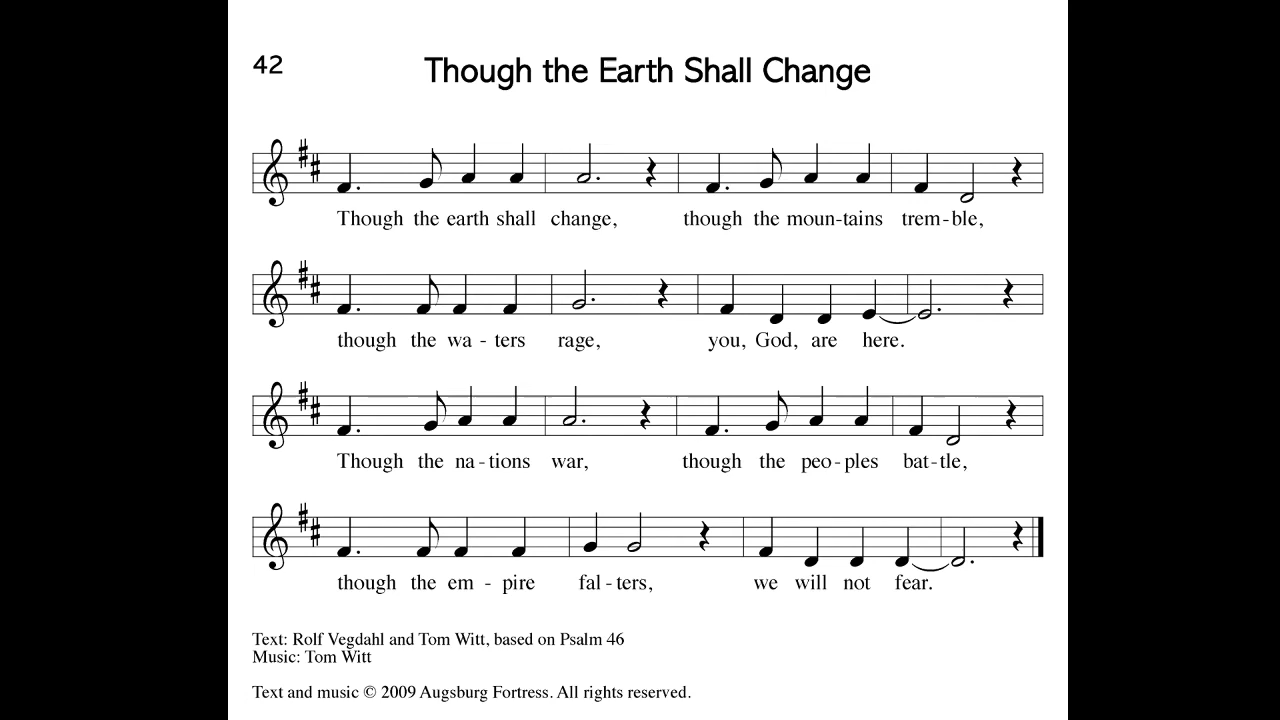 42
Though the Earth Shall Change
Though the earth shall change, though the moun-tains trem-ble,
though the wa - ters rage, you, God, are here.
Though the na-tions war, though the peo-ples bat-tle,
though the em - pire fal-ters, we will not fear.
Text: Rolf Vegdahl and Tom Witt, based on Psalm 46
Music: Tom Witt
Text and music © 2009 Augsburg Fortress. All rights reserved.